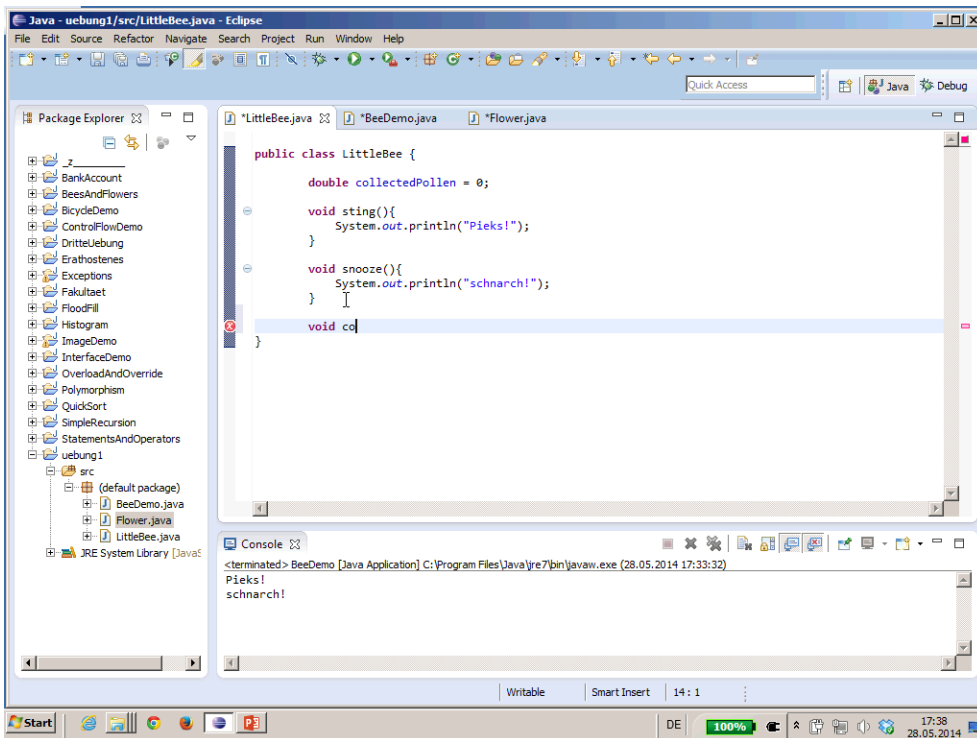 Java - uebung1/src/LittleBee.java - Eclipse
File Edit Source Refactor Navigate Search Project Run Window Help
Quick Access
Java
Debug
Package Explorer
_z_________
BankAccount
BeesAndFlowers
BicycleDemo
ControlFlowDemo
DritteUebung
Erathostenes
Exceptions
Fakultaet
FloodFill
Histogram
ImageDemo
InterfaceDemo
OverloadAndOverride
Polymorphism
QuickSort
SimpleRecursion
StatementsAndOperators
uebung1
src
(default package)
BeeDemo.java
Flower.java
LittleBee.java
JRE System Library [JavaS
*LittleBee.java
*BeeDemo.java
*Flower.java
public class LittleBee {
double collectedPollen = 0;
void sting(){
System.out.println("Pieks!");
}
void snooze(){
System.out.println("schnarch!");
}
void co
}
Console
<terminated> BeeDemo [Java Application] C:\Program Files\Java\jre7\bin\javaw.exe (28.05.2014 17:33:32)
Pieks!
schnarch!
Writable
Smart Insert
14 : 1
Start
DE
100%
17:38
28.05.2014